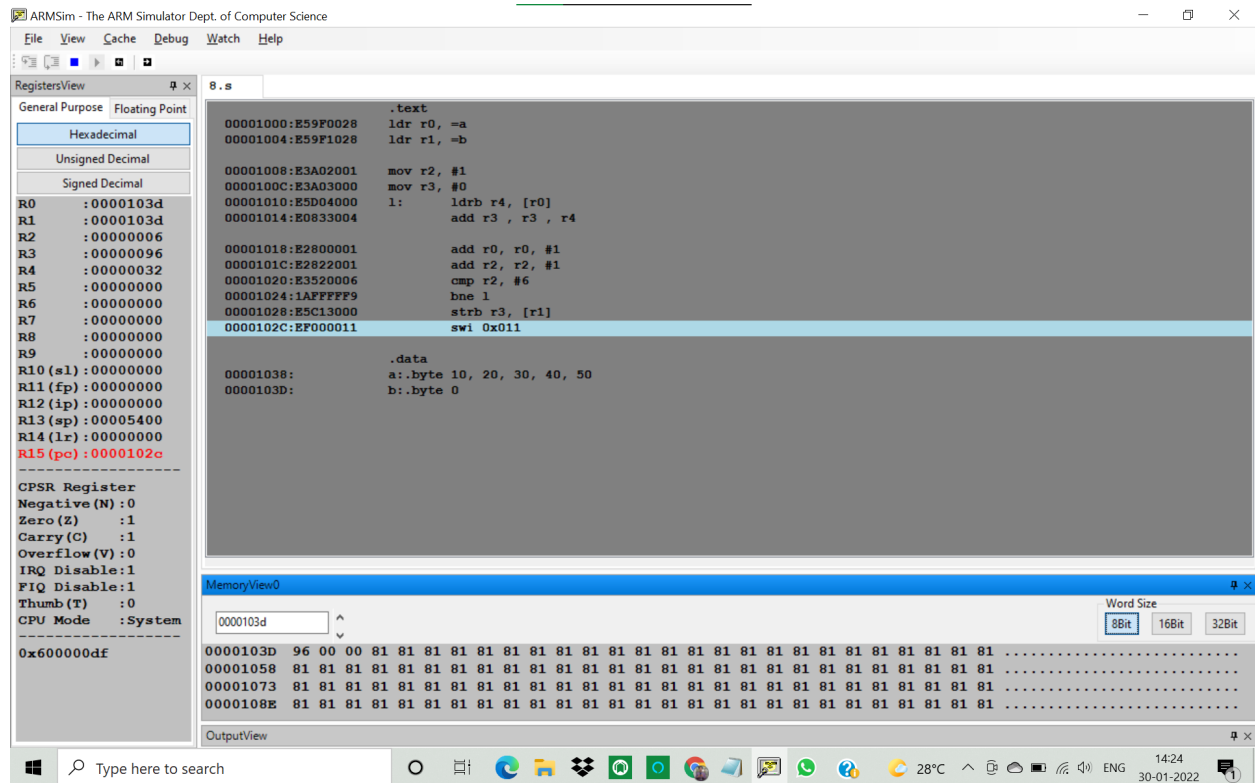 ARMSim - The ARM Simulator Dept. of Computer Science
File View Cache Debug Watch Help
RegistersView
General Purpose Floating Point
Hexadecimal
Unsigned Decimal
Signed Decimal
R0 :0000103d
R1 :0000103d
R2 :00000006
R3 :00000096
R4 :00000032
R5 :00000000
R6 :00000000
R7 :00000000
R8 :00000000
R9 :00000000
R10(sl):00000000
R11(fp):00000000
R12(ip):00000000
R13(sp):00005400
R14(lr):00000000
R15(pc):0000102c
-------------------
CPSR Register
Negative(N):0
Zero(Z) :1
Carry(C) :1
Overflow(V):0
IRQ Disable:1
FIQ Disable:1
Thumb(T) :0
CPU Mode :System
-------------------
0x600000df
8.s
.text
00001000:E59F0028 ldr r0, =a
00001004:E59F1028 ldr r1, =b
00001008:E3A02001 mov r2, #1
0000100C:E3A03000 mov r3, #0
00001010:E5D04000 l: ldrb r4, [r0]
00001014:E0833004 add r3 , r3 , r4
00001018:E2800001 add r0, r0, #1
0000101C:E2822001 add r2, r2, #1
00001020:E3520006 cmp r2, #6
00001024:1AFFFFF9 bne l
00001028:E5C13000 strb r3, [r1]
0000102C:EF000011 swi 0x011
.data
00001038: a:.byte 10, 20, 30, 40, 50
0000103D: b:.byte 0
MemoryView0
0000103d
Word Size
8Bit 16Bit 32Bit
0000103D 96 00 00 81 81 81 81 81 81 81 81 81 81 81 81 81 81 81 81 81 81 81 81 81 81 81 81 ...........................
00001058 81 81 81 81 81 81 81 81 81 81 81 81 81 81 81 81 81 81 81 81 81 81 81 81 81 81 81 ...........................
00001073 81 81 81 81 81 81 81 81 81 81 81 81 81 81 81 81 81 81 81 81 81 81 81 81 81 81 81 ...........................
0000108E 81 81 81 81 81 81 81 81 81 81 81 81 81 81 81 81 81 81 81 81 81 81 81 81 81 81 81 ...........................
OutputView
Type here to search
28°C
ENG
14:24
30-01-2022
1